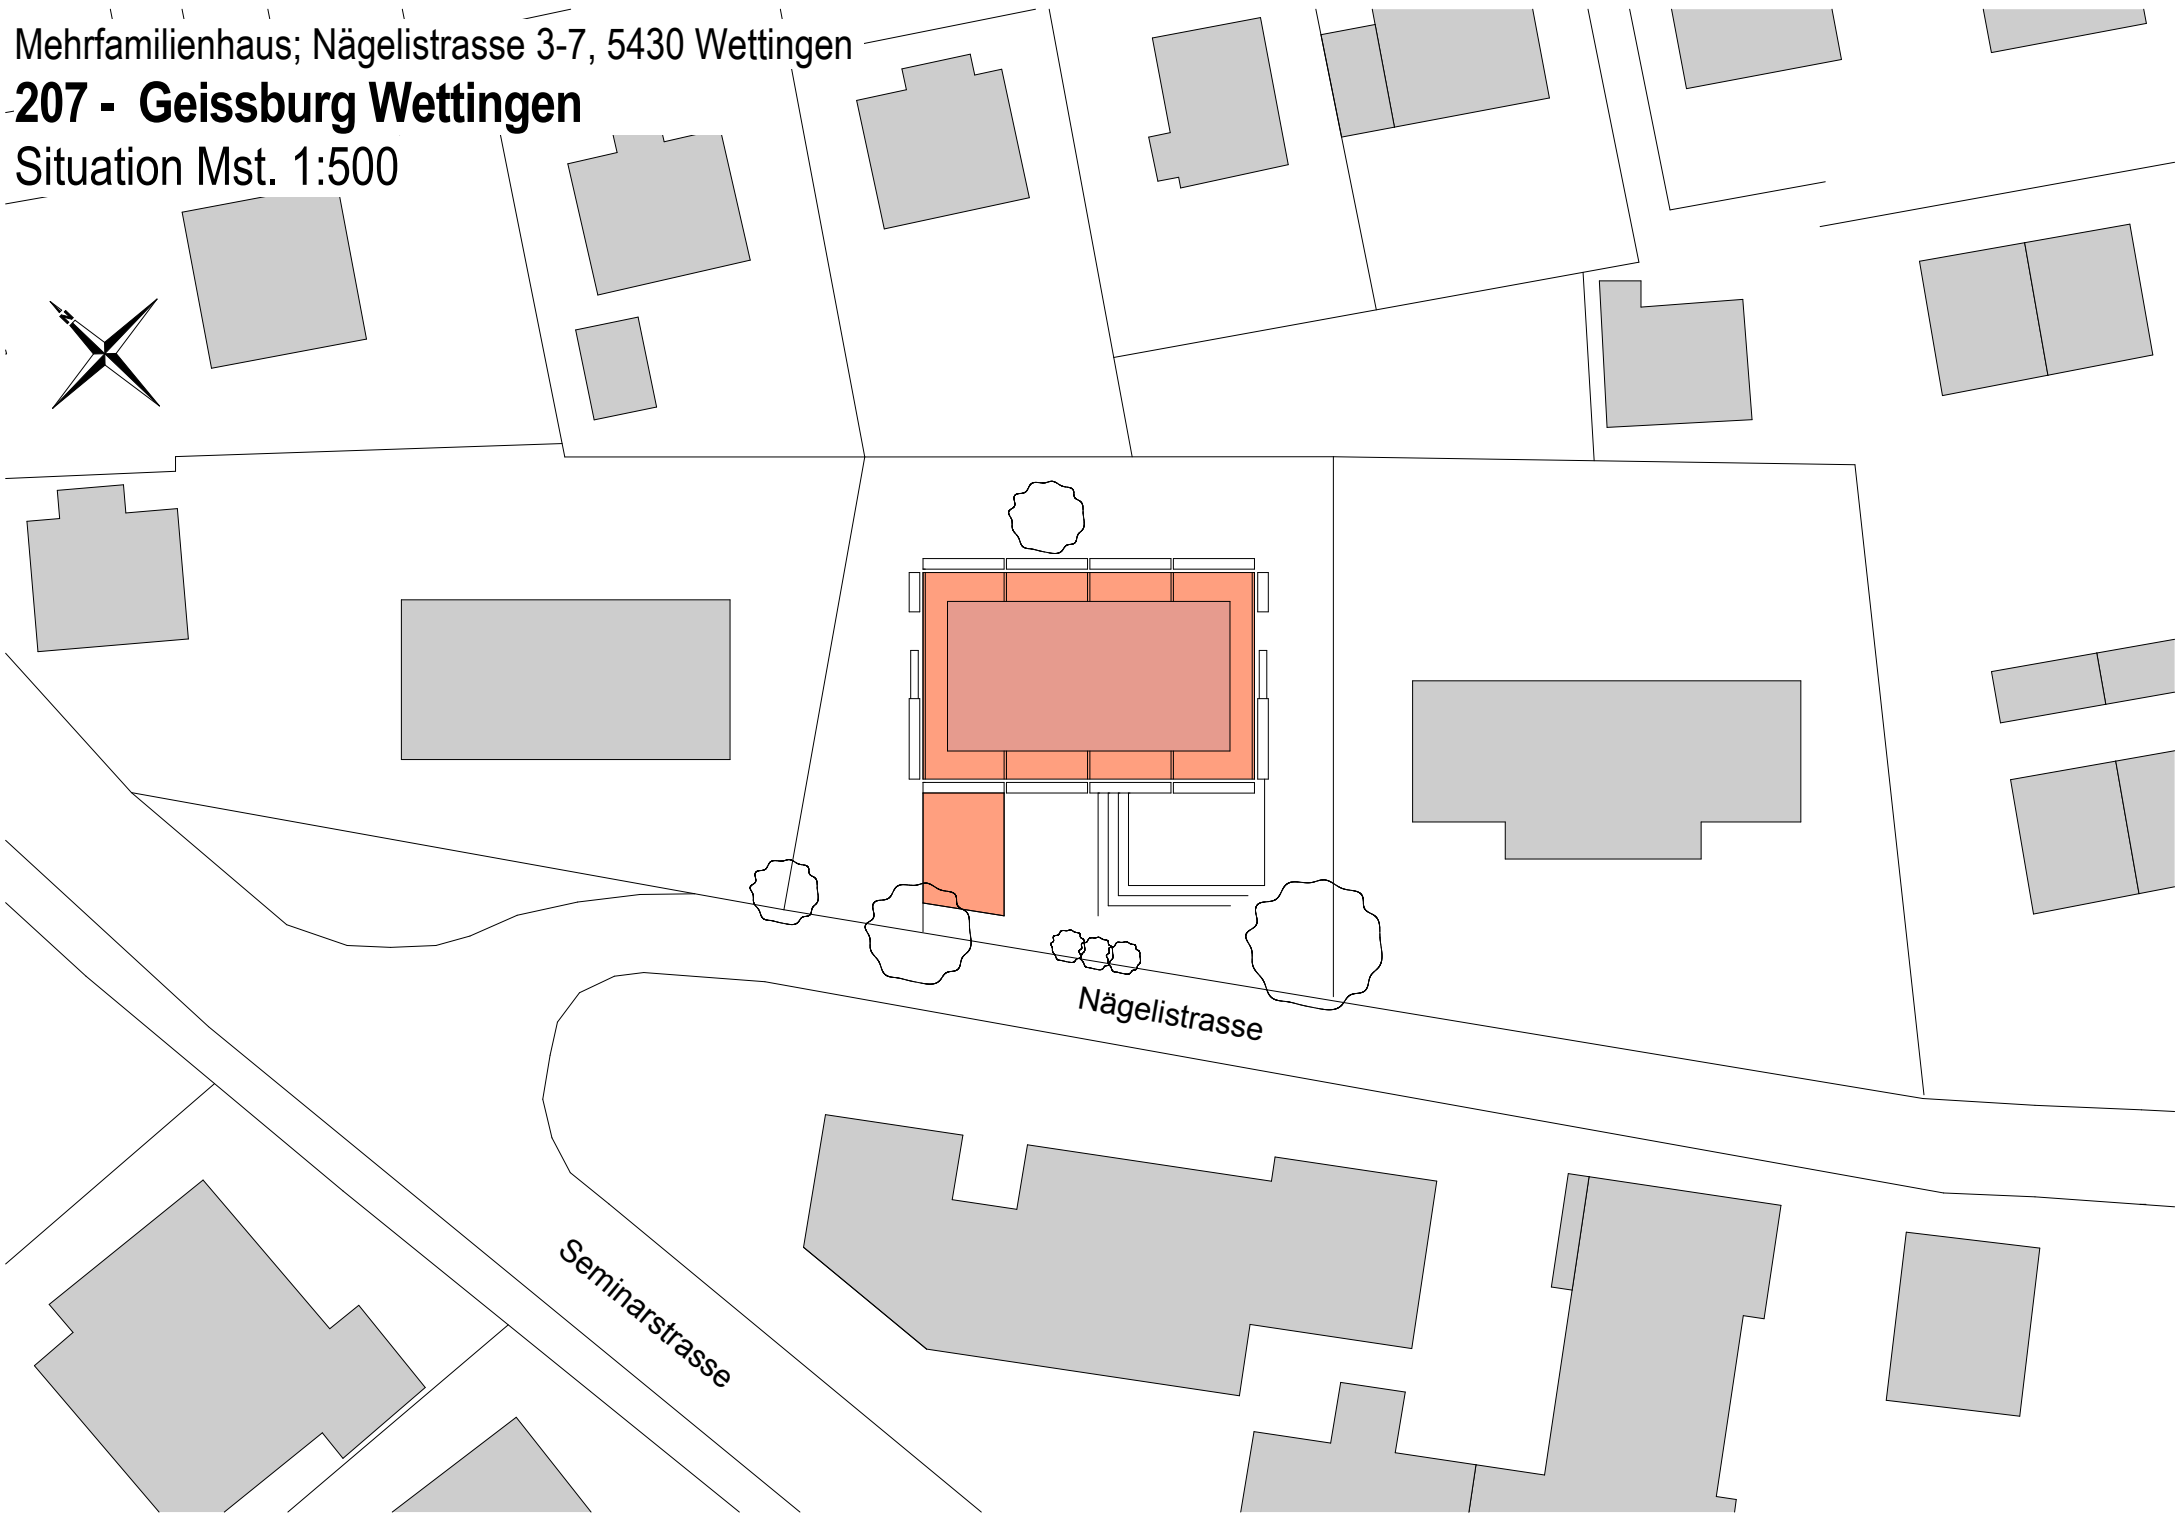 Mehrfamilienhaus; Nägelistrasse 3-7, 5430 Wettingen
207 - Geissburg Wettingen
Situation Mst. 1:500
N
Nägelistrasse
Seminarstrasse